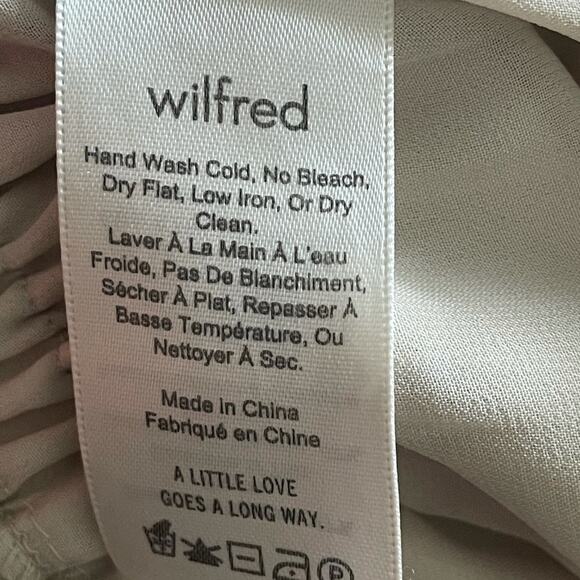 wilfred
Hand Wash Cold, No Bleach,
Dry Flat, Low Iron, Or Dry
Clean.
Laver À La Main À L'eau
Froide, Pas De Blanchiment,
Sécher À Plat, Repasser À
Basse Température, Ou
Nettoyer À Sec.
Made in China
Fabriqué en Chine
A LITTLE LOVE
GOES A LONG WAY.
P